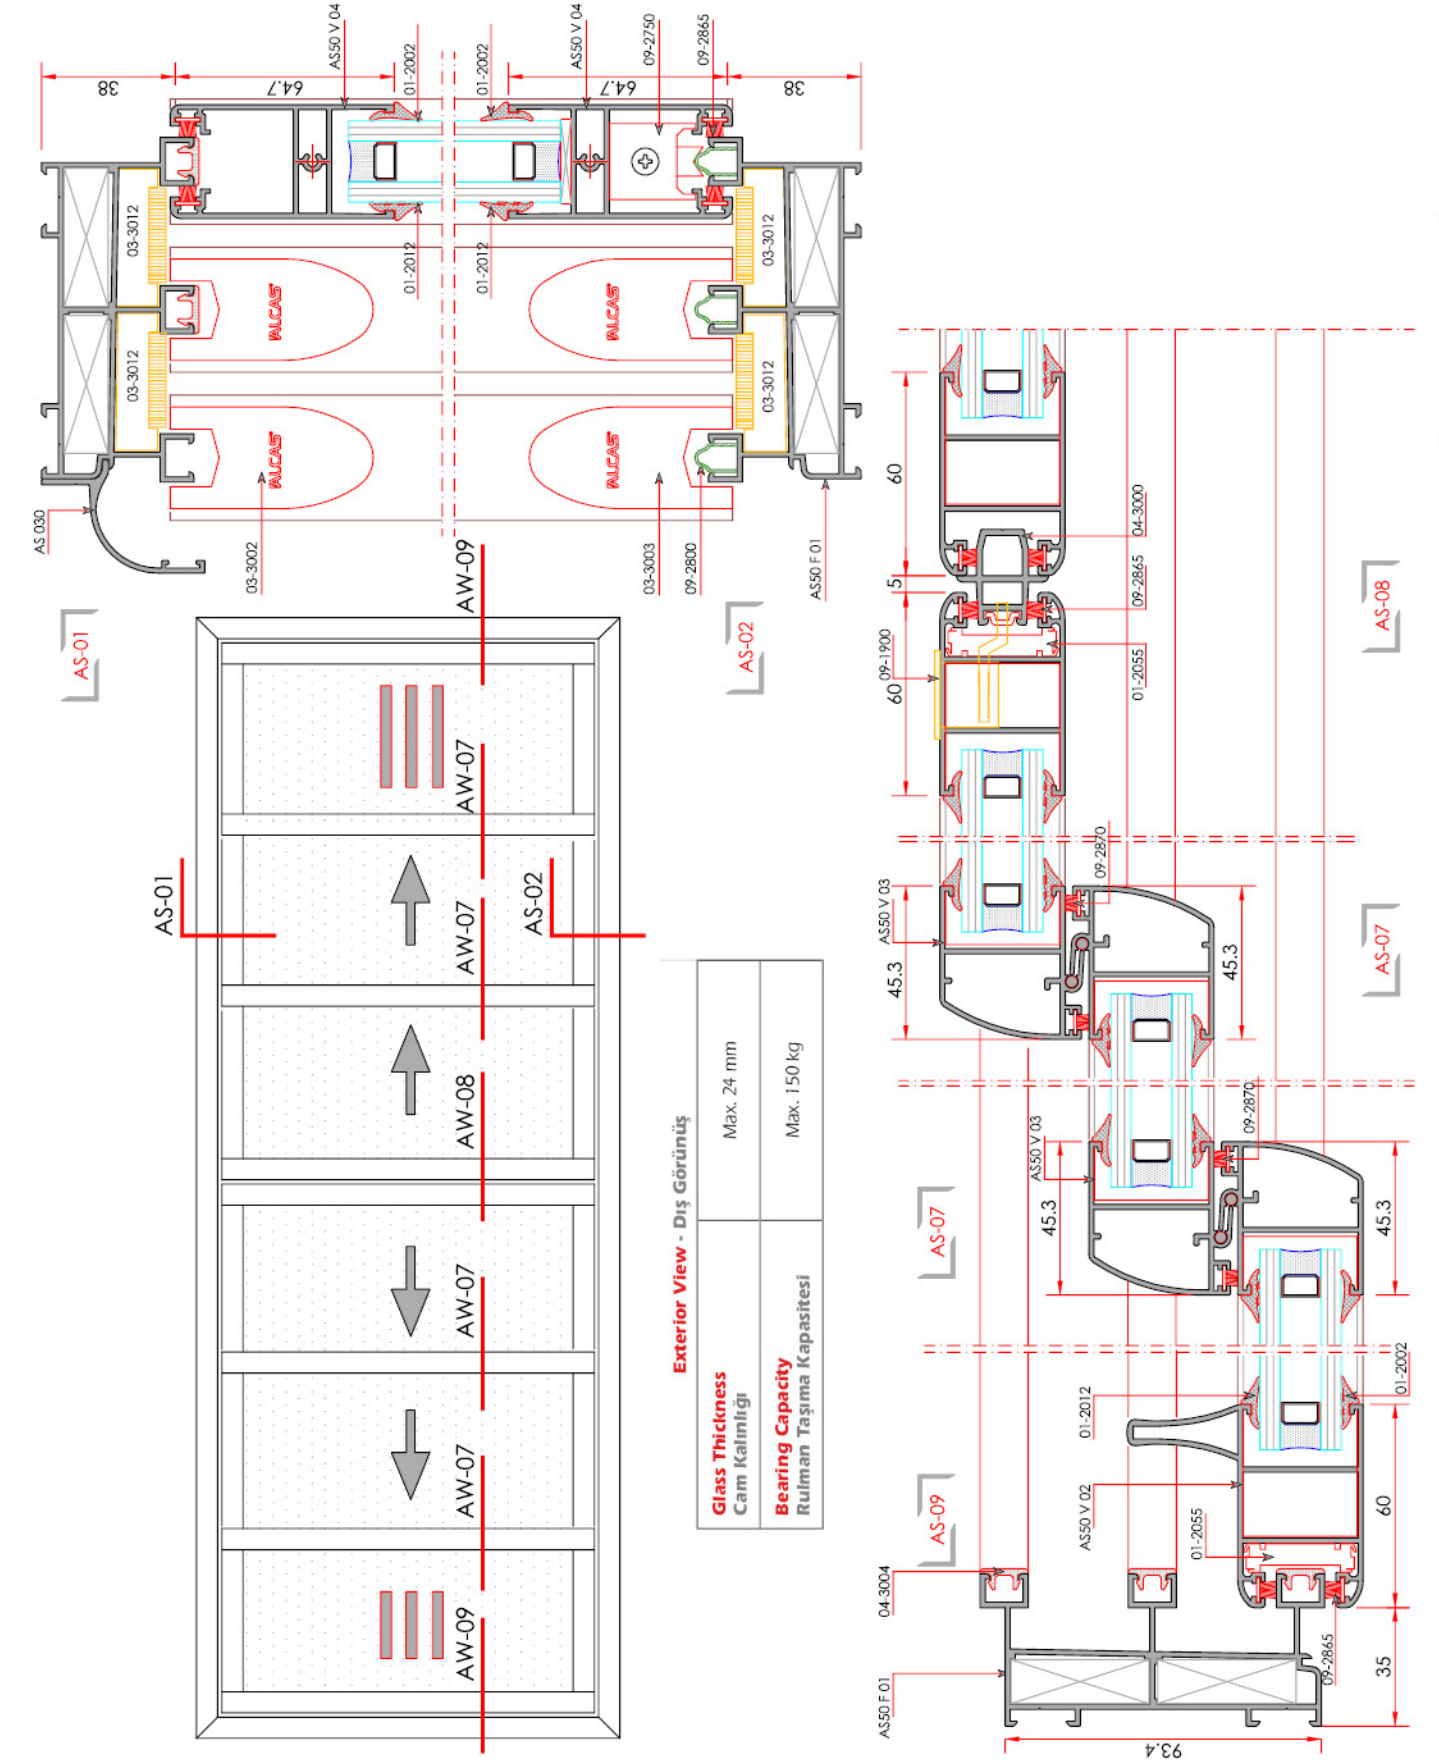 38
64.7
AS50 V 04
01-2002
01-2002
AS50 V 04
64.7
09-2750
09-2865
38
03-3012
03-3012
03-3012
03-3012
01-2012
01-2012
ALCAS
ALCAS
ALCAS
ALCAS
AS 030
03-3002
03-3003
09-2800
AS50 F 01
AS-01
AS-02
AW-09
AW-07
AS-01
AW-07
AS-02
AW-08
AW-07
AW-07
AW-09
Exterior View - Dış Görünüş
Glass Thickness
Cam Kalınlığı
Max. 24 mm
Bearing Capacity
Rulman Taşıma Kapasitesi
Max. 150 kg
60
5
04-3000
09-2865
09-1900
60
01-2055
AS-08
09-2870
AS50 V 03
45.3
45.3
AS-07
09-2870
AS50 V 03
45.3
45.3
AS-07
01-2012
01-2002
AS50 V 02
01-2055
60
AS-09
04-3004
09-2865
35
AS50 F 01
93.4